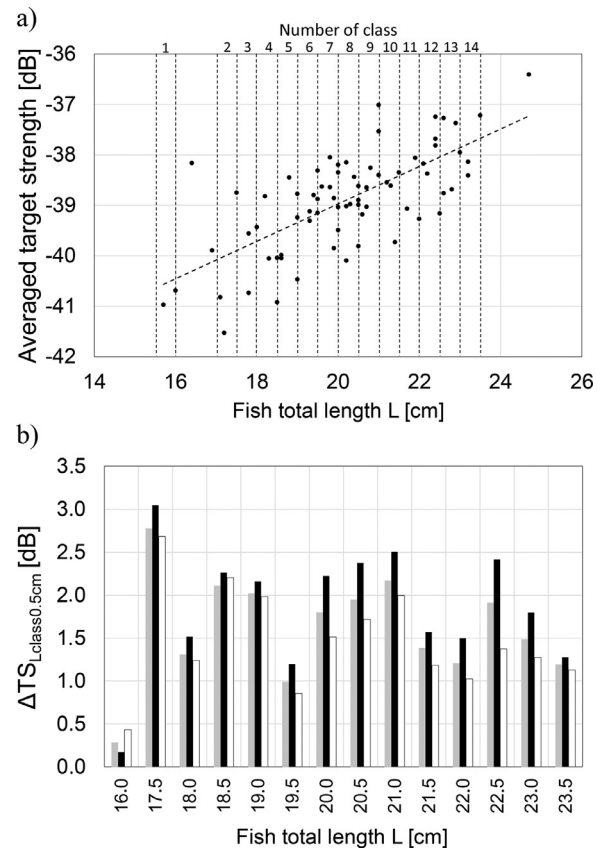 a)
Number of class
1 2 3 4 5 6 7 8 9 10 11 12 13 14
Averaged target strength [dB]
-36
-37
-38
-39
-40
-41
-42
14 16 18 20 22 24 26
Fish total length L [cm]
b)
ΔTSLclass0.5cm [dB]
3.5
3.0
2.5
2.0
1.5
1.0
0.5
0.0
16.0 17.5 18.0 18.5 19.0 19.5 20.0 20.5 21.0 21.5 22.0 22.5 23.0 23.5
Fish total length L [cm]